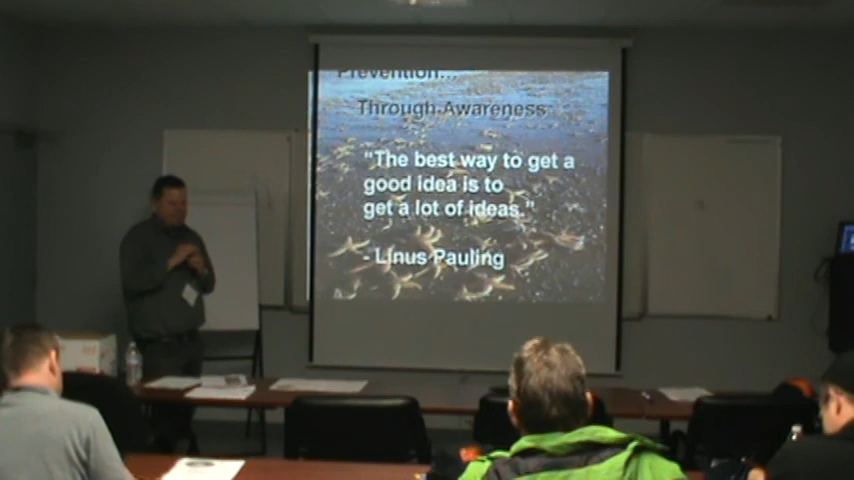 Prevention...
Through Awareness
"The best way to get a
good idea is to
get a lot of ideas."
- Linus Pauling